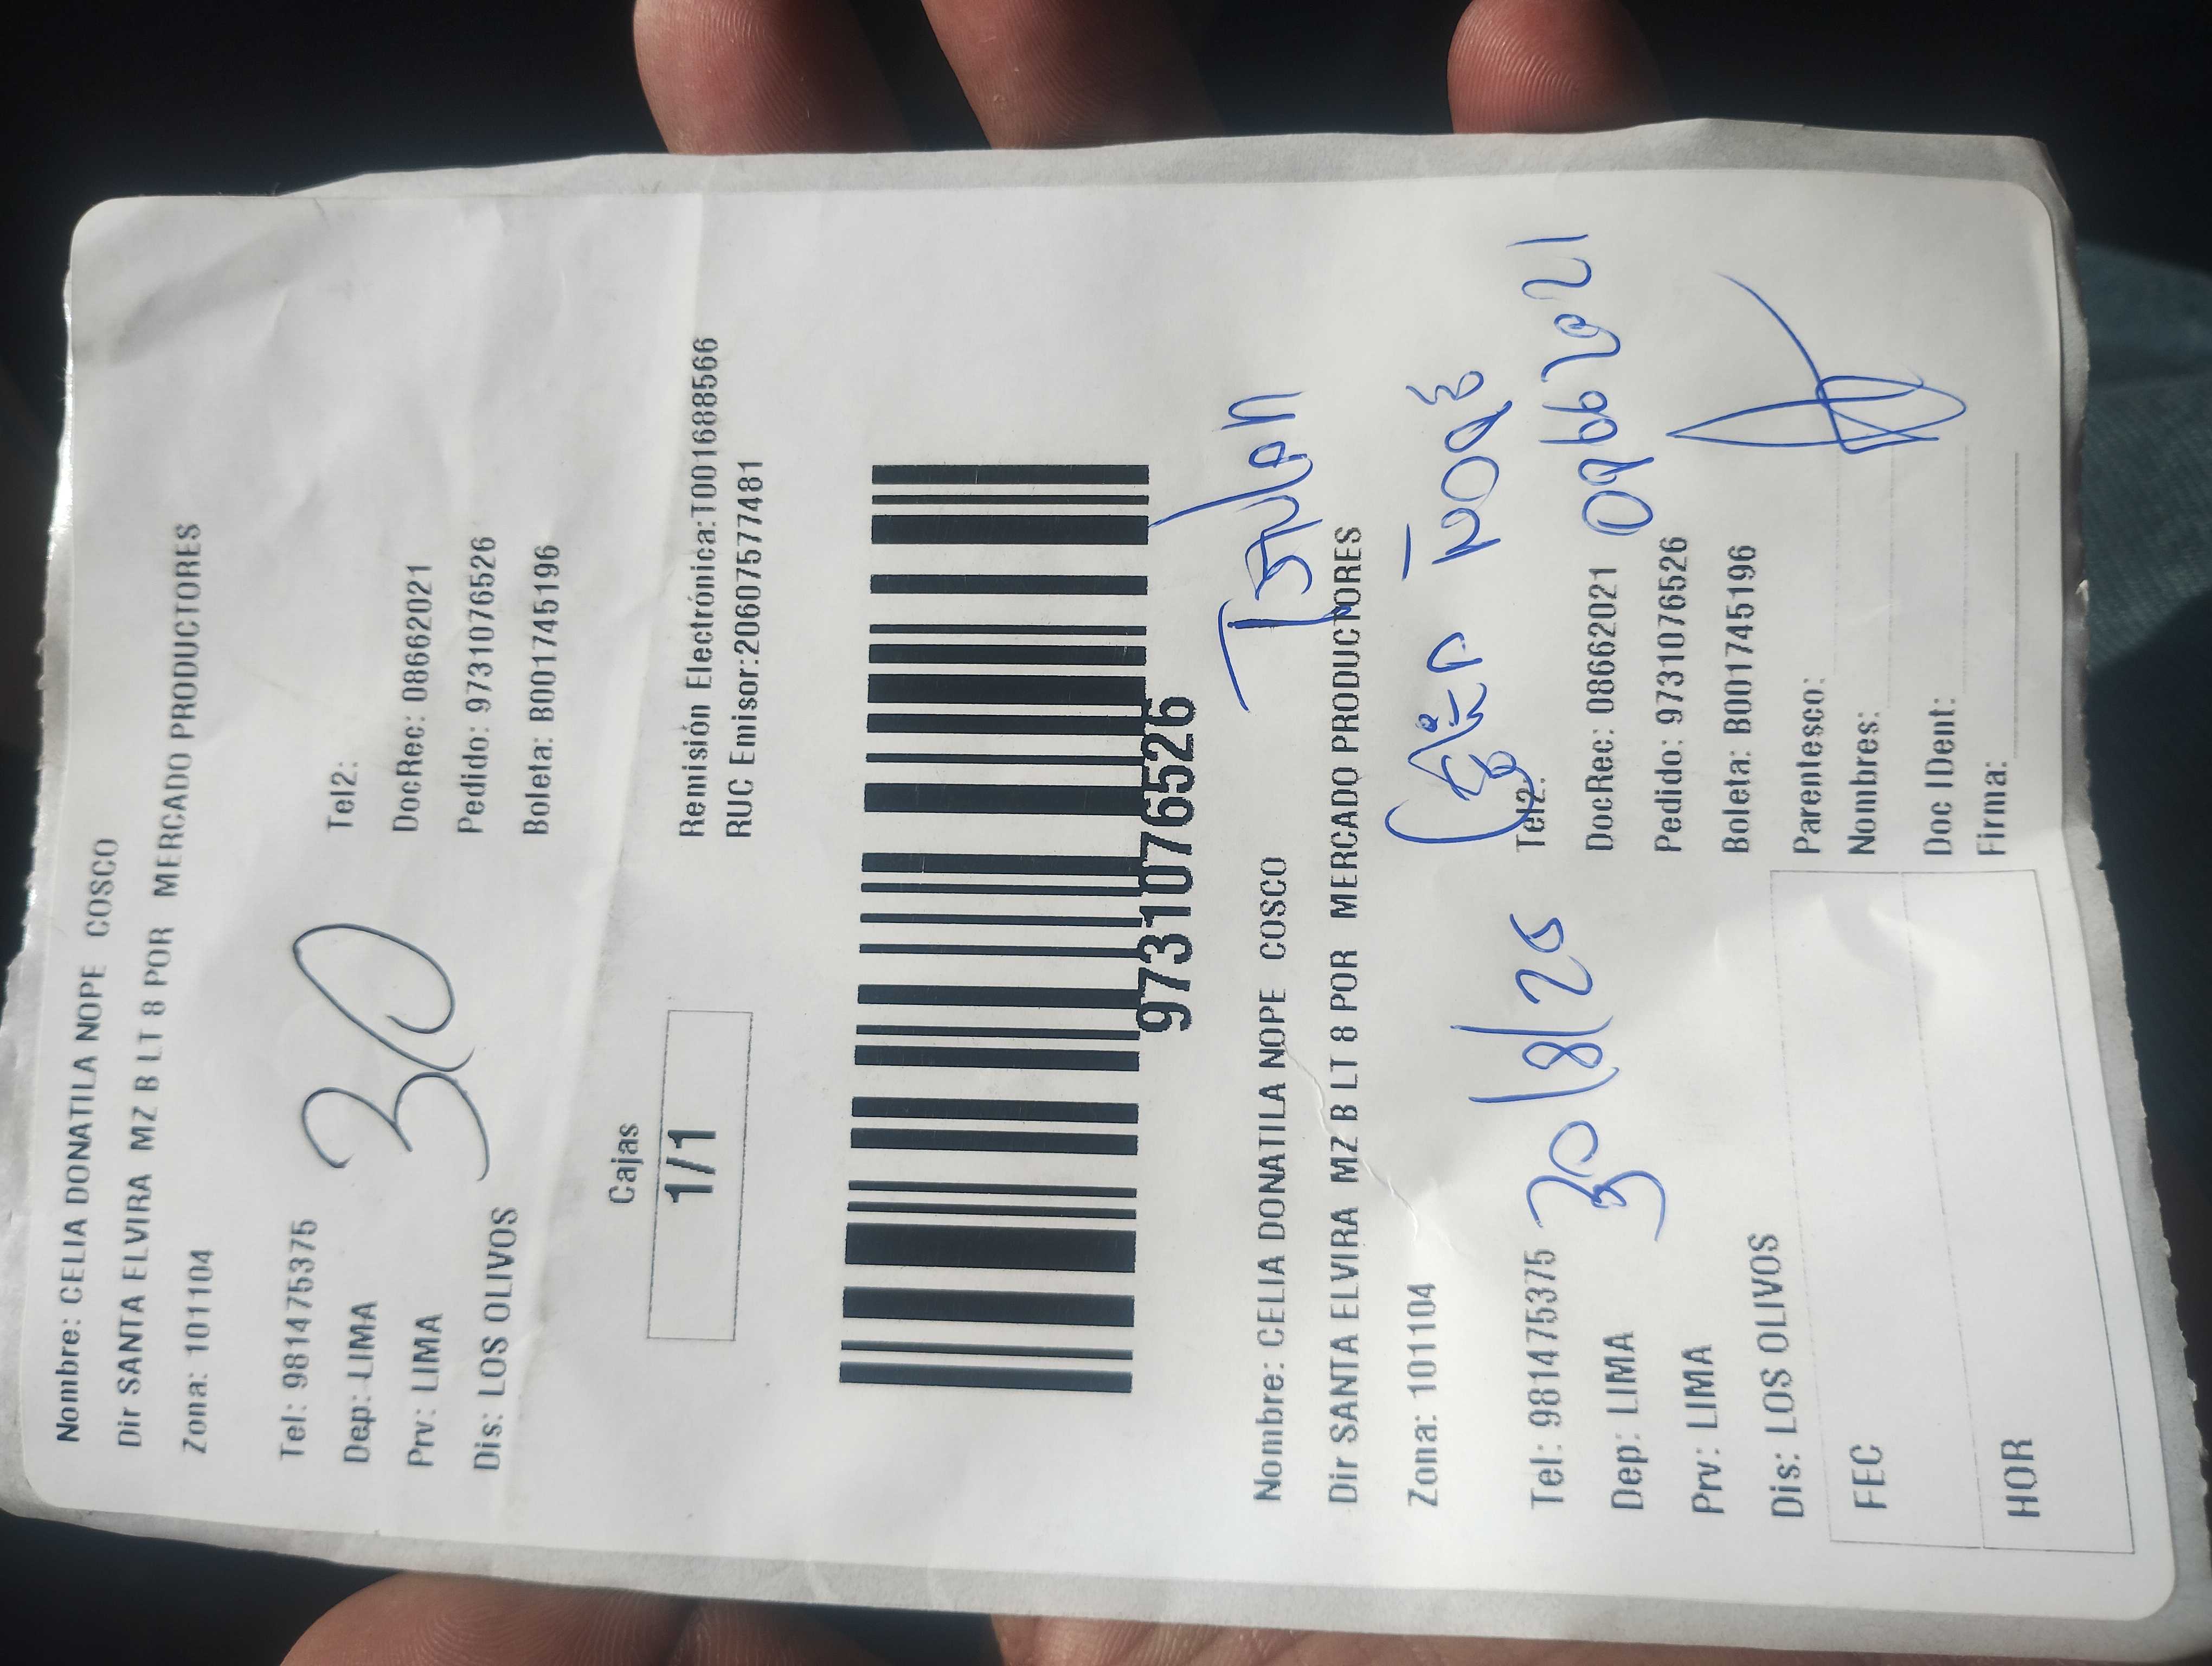 Nombre: CELIA DONATILA NOPE COSCO
Dir SANTA ELVIRA MZ B LT 8 POR MERCADO PRODUCTORES
Zona: 101104
Tel: 981475375 Tel2:
Dep: LIMA DocRec: 08662021
Prv: LIMA Pedido: 9731076526
Dis: LOS OLIVOS Boleta: B001745196
30
Cajas
1/1
Remisión Electrónica:T001688566
RUC Emisor:20607577481
9731076526
Nombre: CELIA DONATILA NOPE COSCO
Dir SANTA ELVIRA MZ B LT 8 POR MERCADO PRODUCTORES
Zona: 101104
30/8/25
Tel: 981475375 Tel2:
Dep: LIMA DocRec: 08662021
Prv: LIMA Pedido: 9731076526
Dis: LOS OLIVOS Boleta: B001745196
FEC
HOR
Parentesco:
Nombres:
Doc IDent:
Firma: